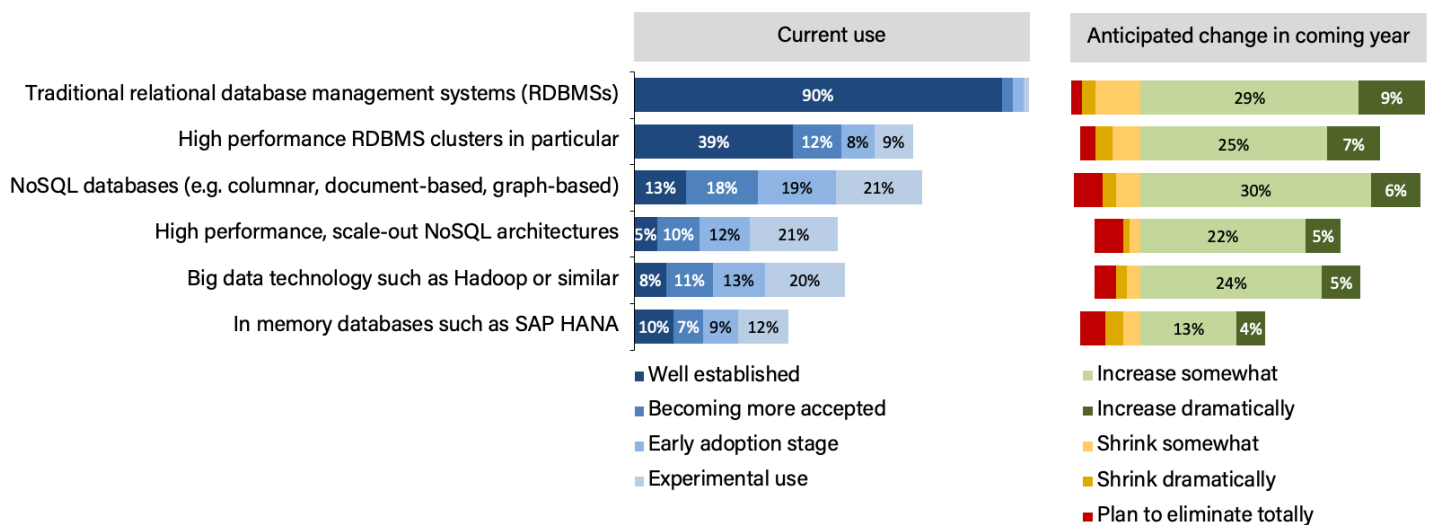 Current use
Anticipated change in coming year
Traditional relational database management systems (RDBMSs)
90%
29%
9%
High performance RDBMS clusters in particular
39%
12%
8%
9%
25%
7%
NoSQL databases (e.g. columnar, document-based, graph-based)
13%
18%
19%
21%
30%
6%
High performance, scale-out NoSQL architectures
5%
10%
12%
21%
22%
5%
Big data technology such as Hadoop or similar
8%
11%
13%
20%
24%
5%
In memory databases such as SAP HANA
10%
7%
9%
12%
13%
4%
Well established
Becoming more accepted
Early adoption stage
Experimental use
Increase somewhat
Increase dramatically
Shrink somewhat
Shrink dramatically
Plan to eliminate totally